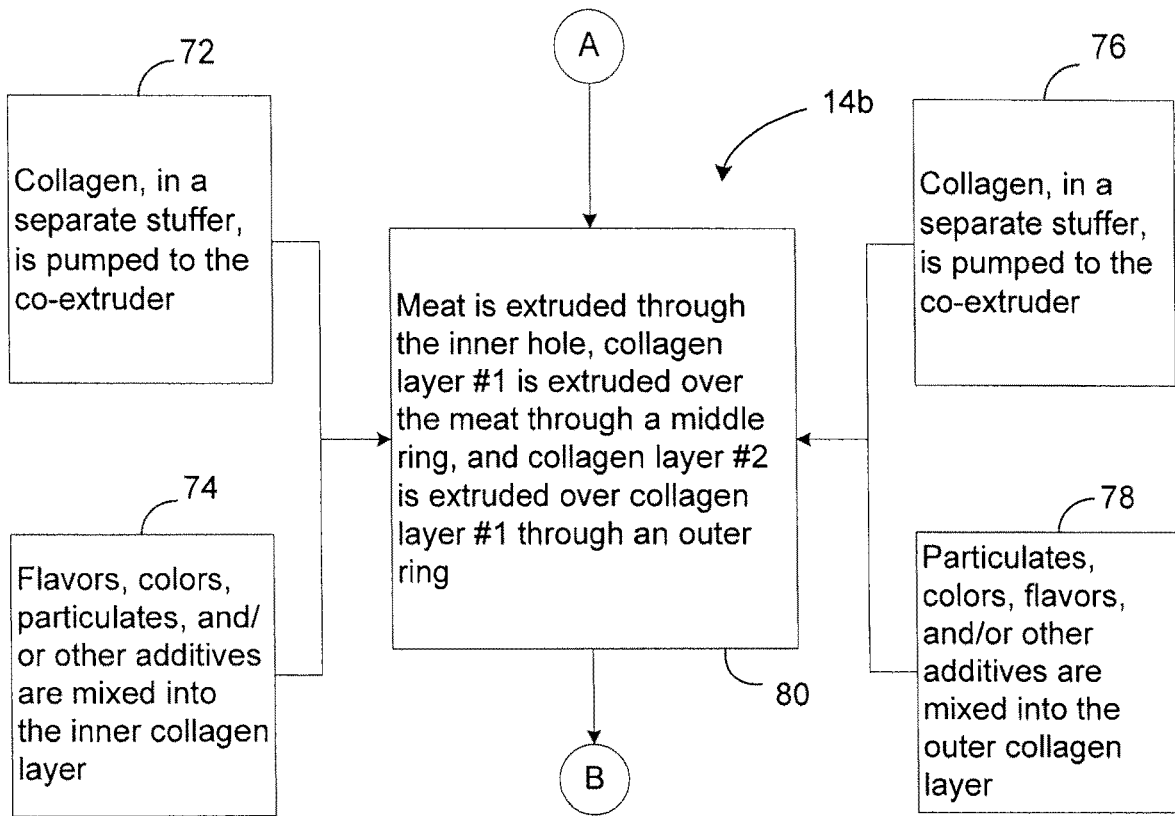 A
72
Collagen, in a
separate stuffer,
is pumped to the
co-extruder
74
Flavors, colors,
particulates, and/
or other additives
are mixed into
the inner collagen
layer
14b
Meat is extruded through
the inner hole, collagen
layer #1 is extruded over
the meat through a middle
ring, and collagen layer #2
is extruded over collagen
layer #1 through an outer
ring
80
76
Collagen, in a
separate stuffer,
is pumped to the
co-extruder
78
Particulates,
colors, flavors,
and/or other
additives are
mixed into the
outer collagen
layer
B